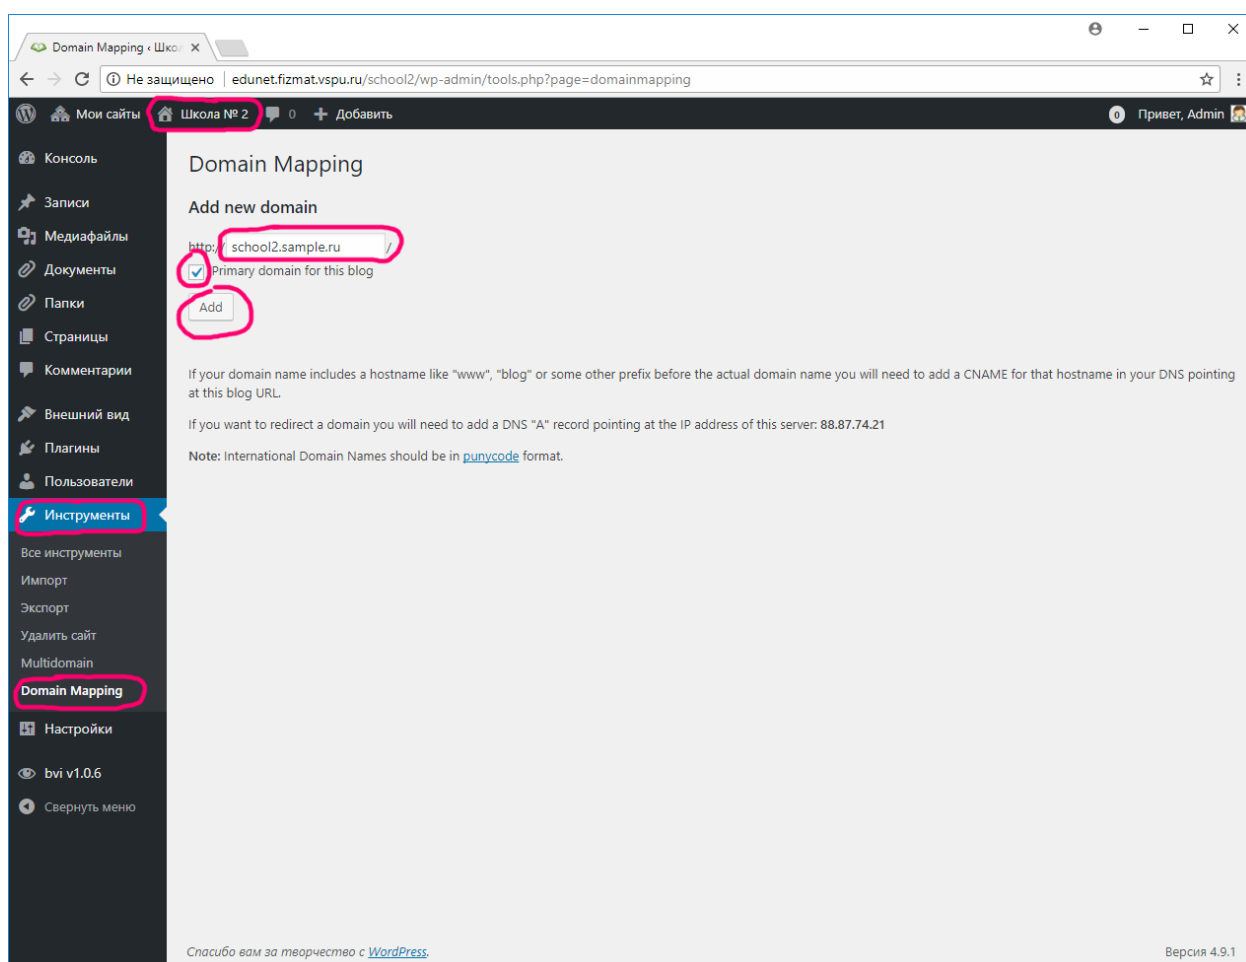 Domain Mapping ‹ Шко
Не защищено | edunet.fizmat.vspu.ru/school2/wp-admin/tools.php?page=domainmapping
Мои сайты Школа № 2 0 Добавить 0 Привет, Admin
Консоль
Записи
Медиафайлы
Документы
Папки
Страницы
Комментарии
Внешний вид
Плагины
Пользователи
Инструменты
Все инструменты
Импорт
Экспорт
Удалить сайт
Multidomain
Domain Mapping
Настройки
bvi v1.0.6
Свернуть меню
Domain Mapping
Add new domain
http:// school2.sample.ru /
Primary domain for this blog
Add
If your domain name includes a hostname like "www", "blog" or some other prefix before the actual domain name you will need to add a CNAME for that hostname in your DNS pointing
at this blog URL.
If you want to redirect a domain you will need to add a DNS "A" record pointing at the IP address of this server: 88.87.74.21
Note: International Domain Names should be in punycode format.
Спасибо вам за творчество с WordPress.
Версия 4.9.1